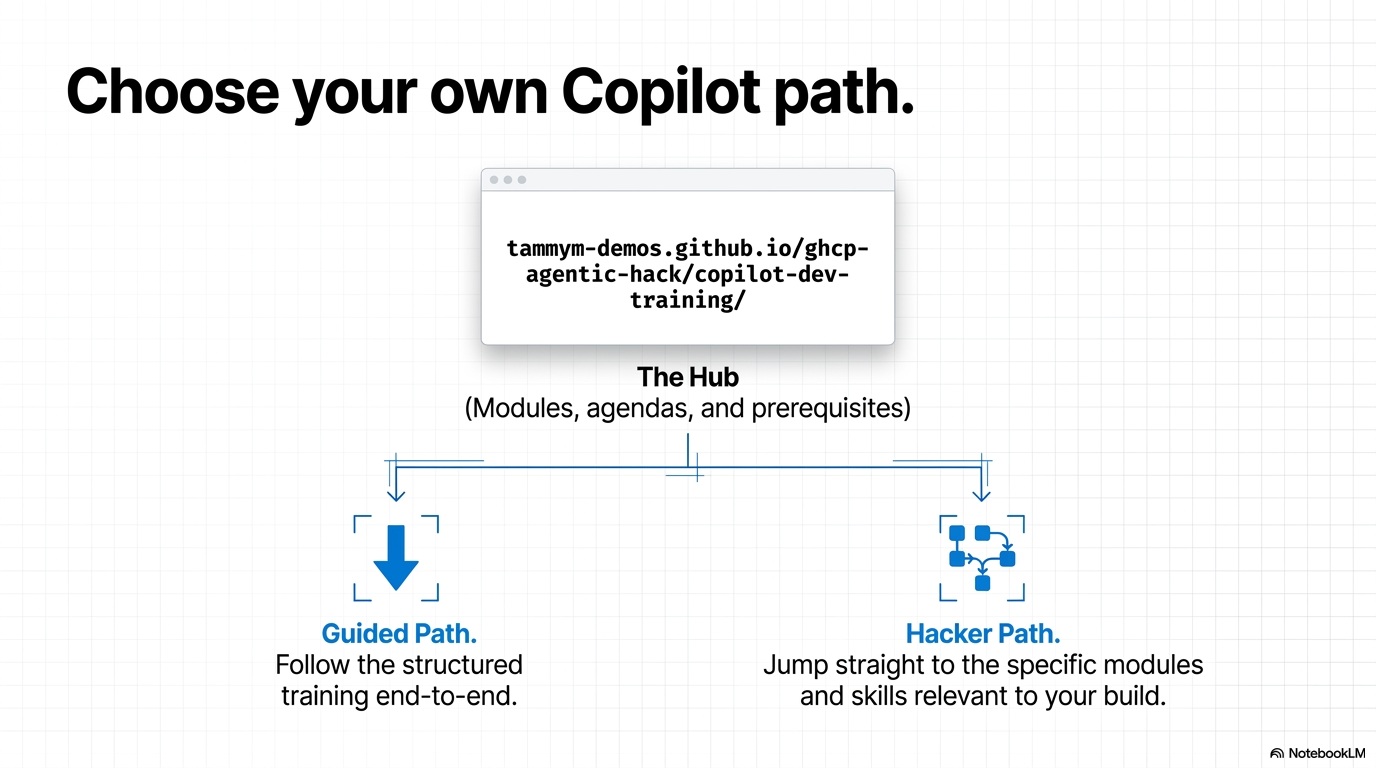 Choose your own Copilot path.
tammym-demos.github.io/ghcp-
agentic-hack/copilot-dev-
training/
The Hub
(Modules, agendas, and prerequisites)
Guided Path.
Follow the structured
training end-to-end.
Hacker Path.
Jump straight to the specific modules
and skills relevant to your build.
NotebookLM